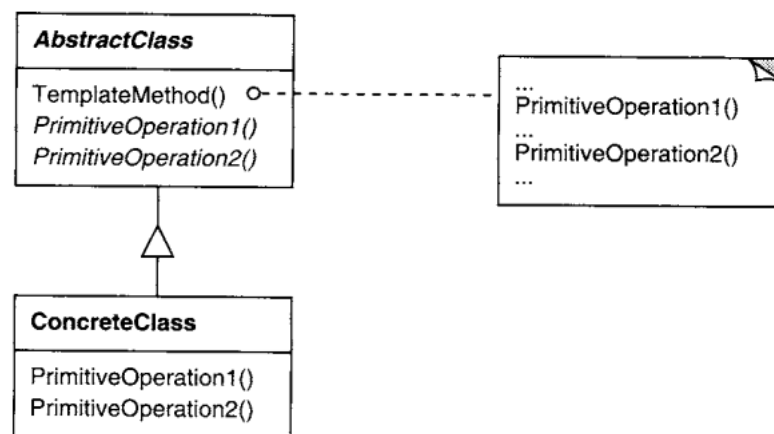 AbstractClass
TemplateMethod()
PrimitiveOperation1()
PrimitiveOperation2()
...
PrimitiveOperation1()
...
PrimitiveOperation2()
...
ConcreteClass
PrimitiveOperation1()
PrimitiveOperation2()